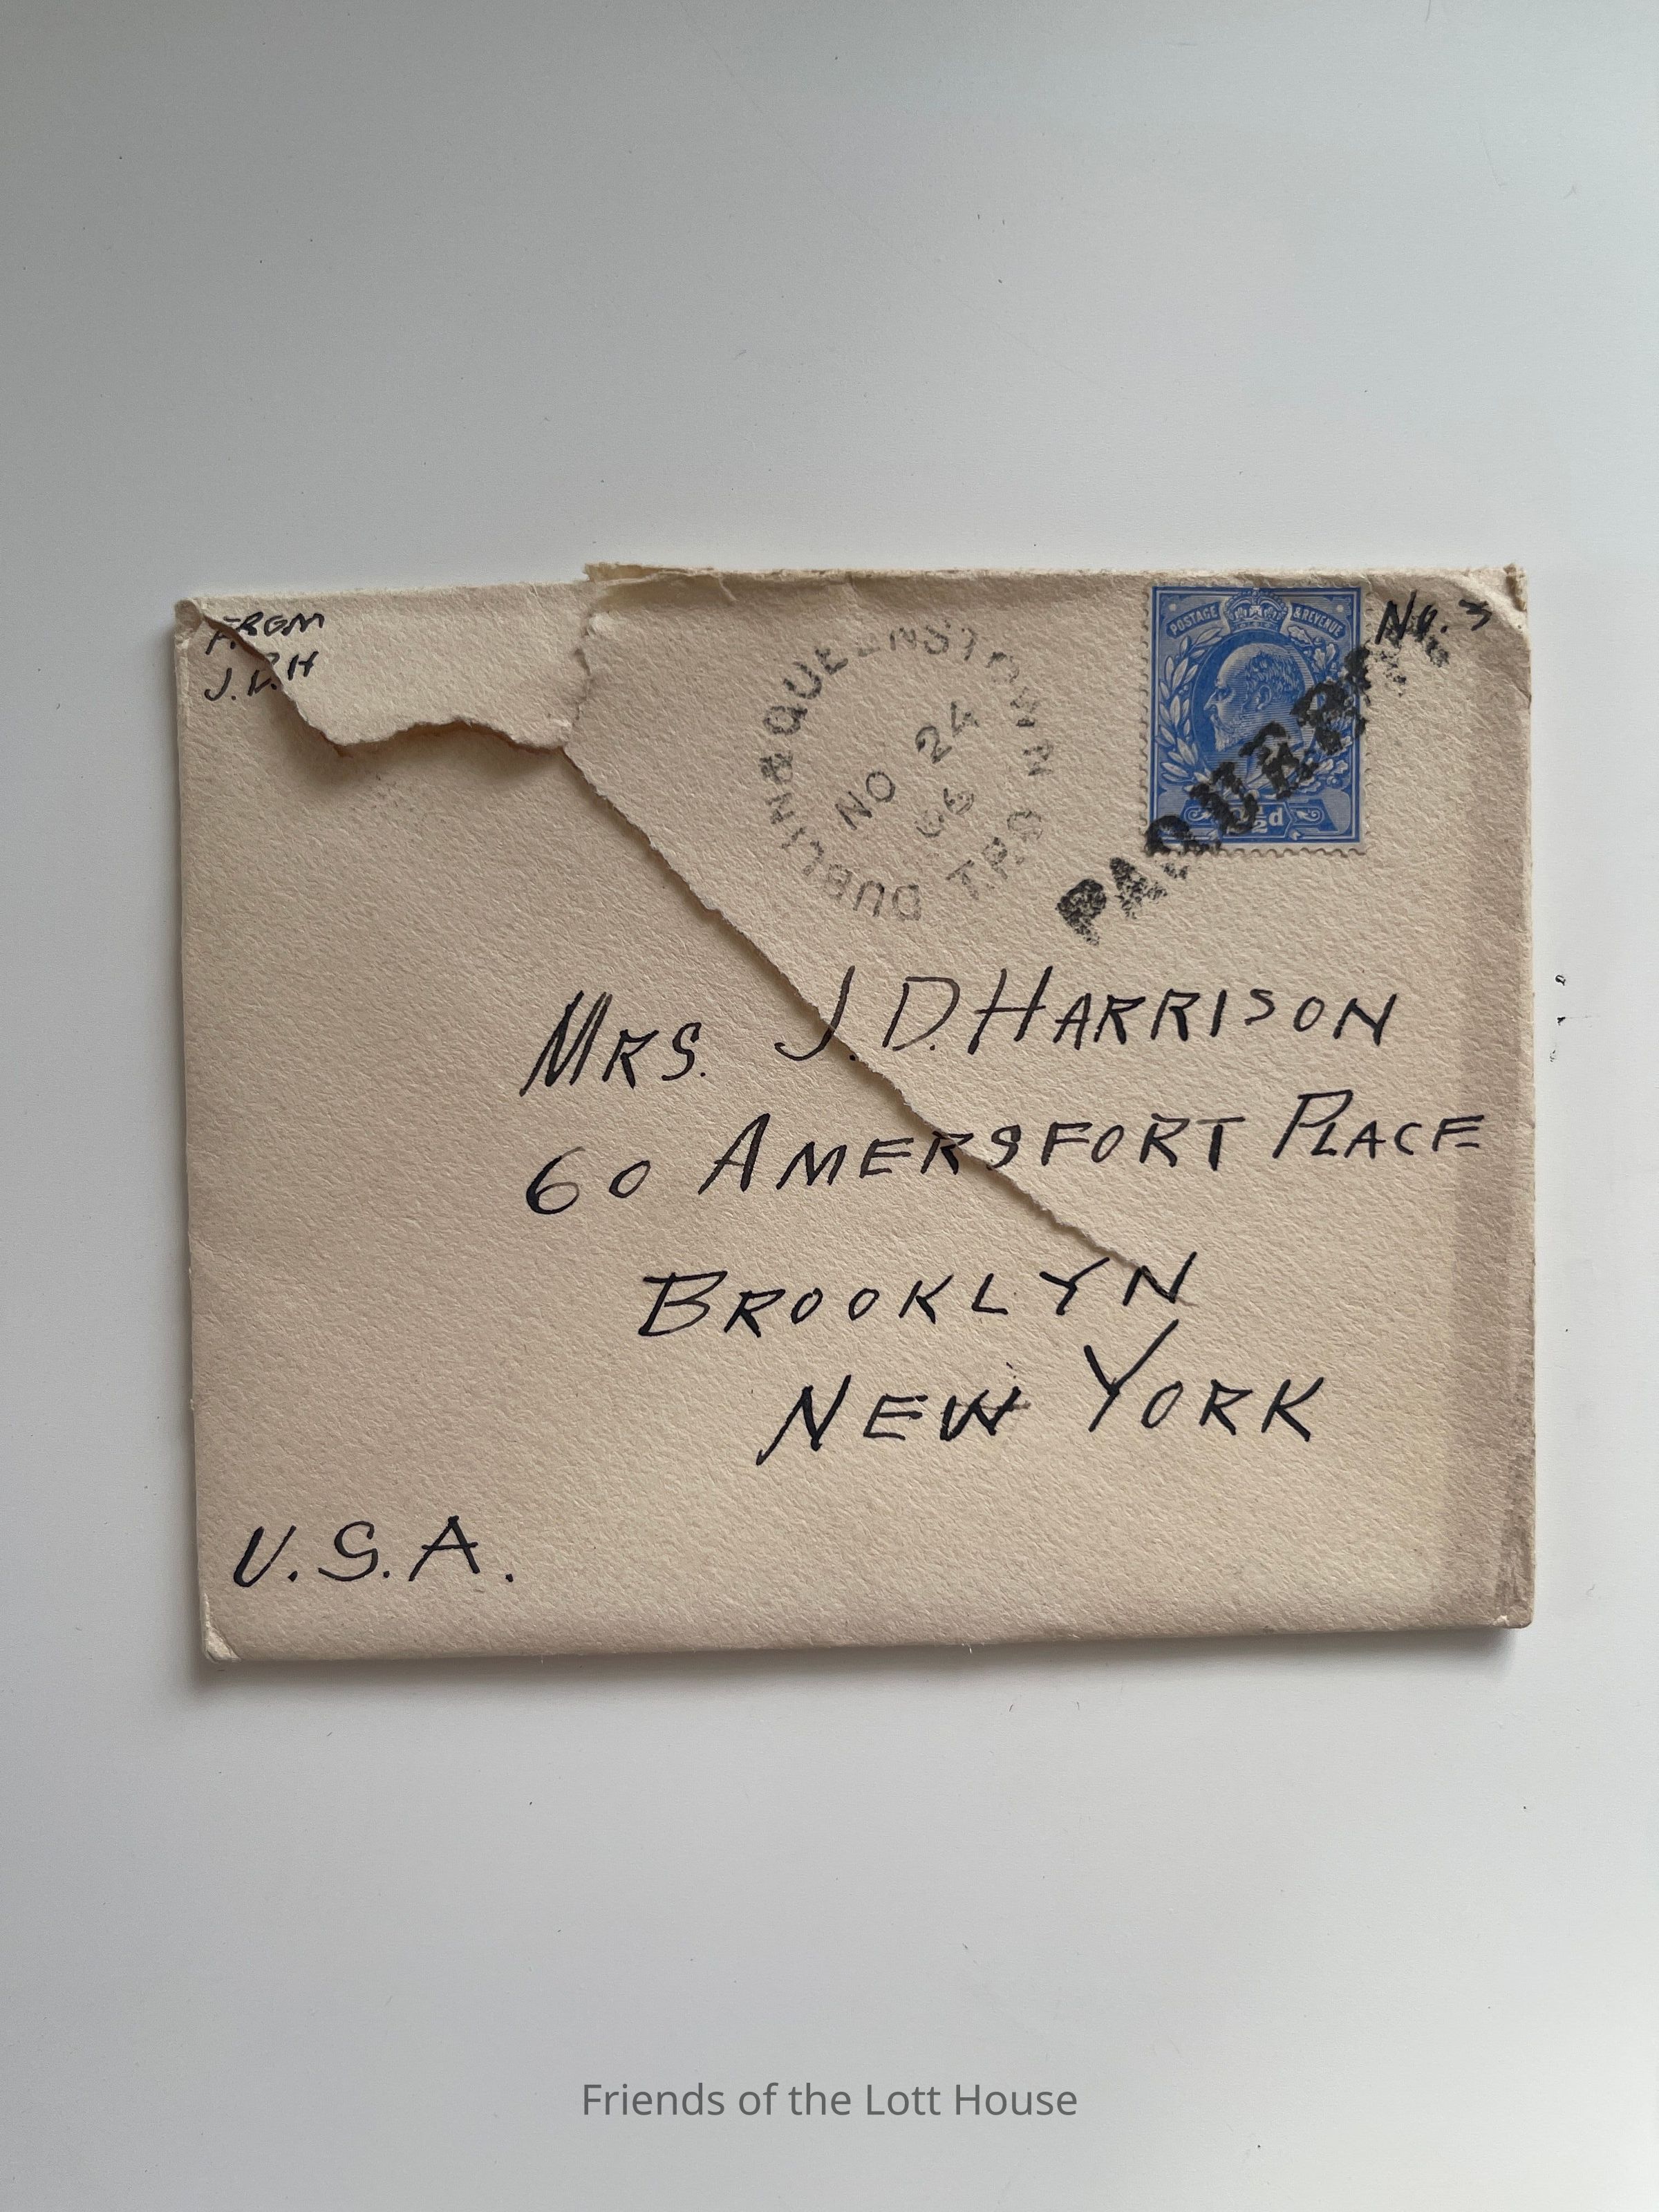 FROM
J.D.H
No. 3
DUBLIN & QUEENSTOWN T.P.O
NO 24
06
POSTAGE & REVENUE
2½d
PAQUEBOT
Mrs. J. D. Harrison
60 Amersfort Place
Brooklyn
New York
U.S.A.
Friends of the Lott House